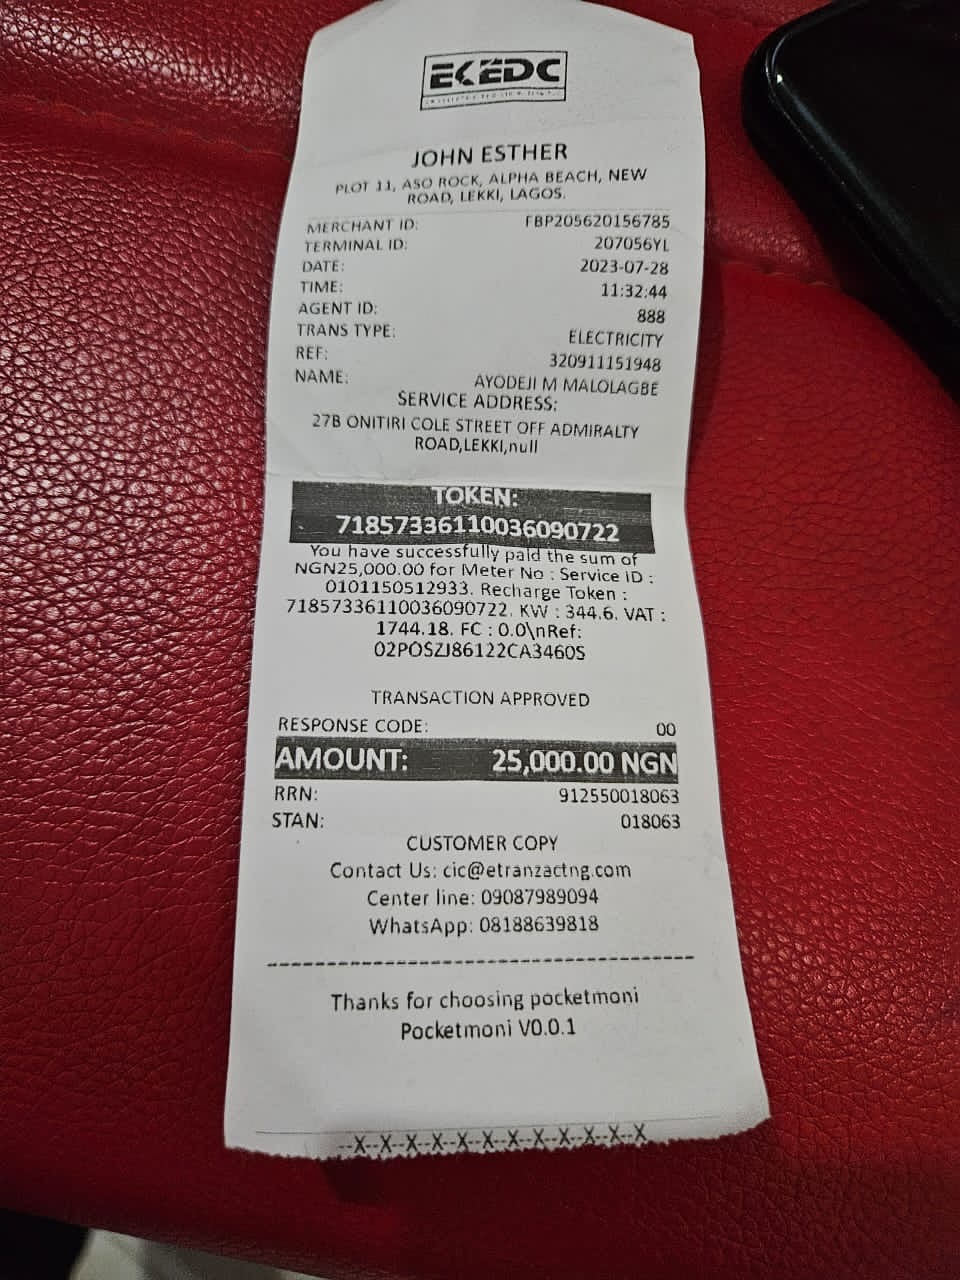 EKEDC
JOHN ESTHER
PLOT 11, ASO ROCK, ALPHA BEACH, NEW
ROAD, LEKKI, LAGOS.
MERCHANT ID: FBP205620156785
TERMINAL ID: 207056YL
DATE: 2023-07-28
TIME: 11:32:44
AGENT ID: 888
TRANS TYPE: ELECTRICITY
REF: 320911151948
NAME: AYODEJI M MALOLAGBE
SERVICE ADDRESS:
27B ONITIRI COLE STREET OFF ADMIRALTY
ROAD,LEKKI,null
TOKEN:
71857336110036090722
You have successfully paid the sum of
NGN25,000.00 for Meter No : Service ID :
0101150512933. Recharge Token :
71857336110036090722. KW : 344.6. VAT :
1744.18. FC : 0.0\nRef:
02POSZJ86122CA3460S
TRANSACTION APPROVED
RESPONSE CODE: 00
AMOUNT: 25,000.00 NGN
RRN: 912550018063
STAN: 018063
CUSTOMER COPY
Contact Us: cic@etranzactng.com
Center line: 09087989094
WhatsApp: 08188639818
--------------------------------------------------
Thanks for choosing pocketmoni
Pocketmoni V0.0.1
--X--X--X--X--X--X--X--X--X--X--X--X